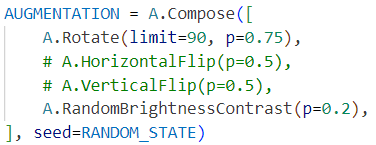 AUGMENTATION = A.Compose([
    A.Rotate(limit=90, p=0.75),
    # A.HorizontalFlip(p=0.5),
    # A.VerticalFlip(p=0.5),
    A.RandomBrightnessContrast(p=0.2),
], seed=RANDOM_STATE)